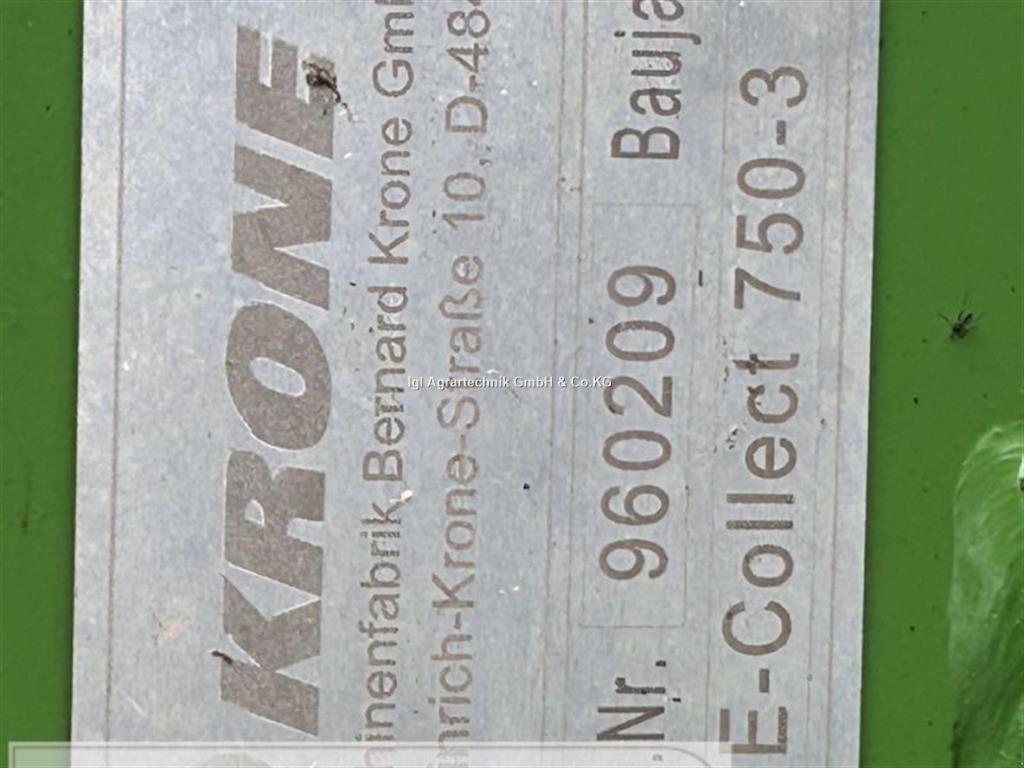 KRONE
inenfabrik Bernard Krone Gm
nrich-Krone-Straße 10, D-48
.Nr. 960209 Bauja
E-Collect 750-3
Igl Agrartechnik GmbH & Co.KG